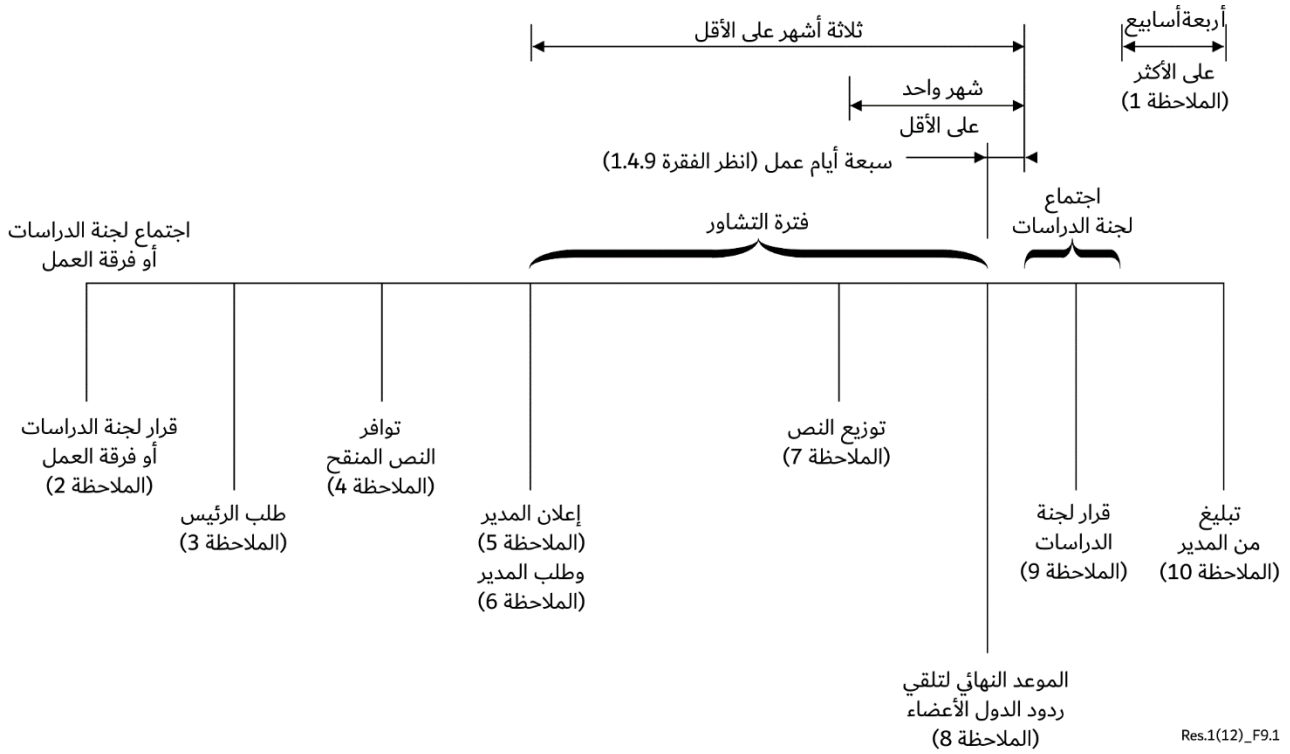 أربعةأسابيع
على الأكثر
(الملاحظة 1)
ثلاثة أشهر على الأقل
شهر واحد
على الأقل
سبعة أيام عمل (انظر الفقرة 1.4.9)
اجتماع
لجنة الدراسات
فترة التشاور
اجتماع لجنة الدراسات
أو فرقة العمل
قرار لجنة الدراسات
أو فرقة العمل
(الملاحظة 2)
طلب الرئيس
(الملاحظة 3)
توافر
النص المنقح
(الملاحظة 4)
إعلان المدير
(الملاحظة 5)
وطلب المدير
(الملاحظة 6)
توزيع النص
(الملاحظة 7)
الموعد النهائي لتلقي
ردود الدول الأعضاء
(الملاحظة 8)
قرار لجنة
الدراسات
(الملاحظة 9)
تبليغ
من المدير
(الملاحظة 10)
Res.1(12)_F9.1